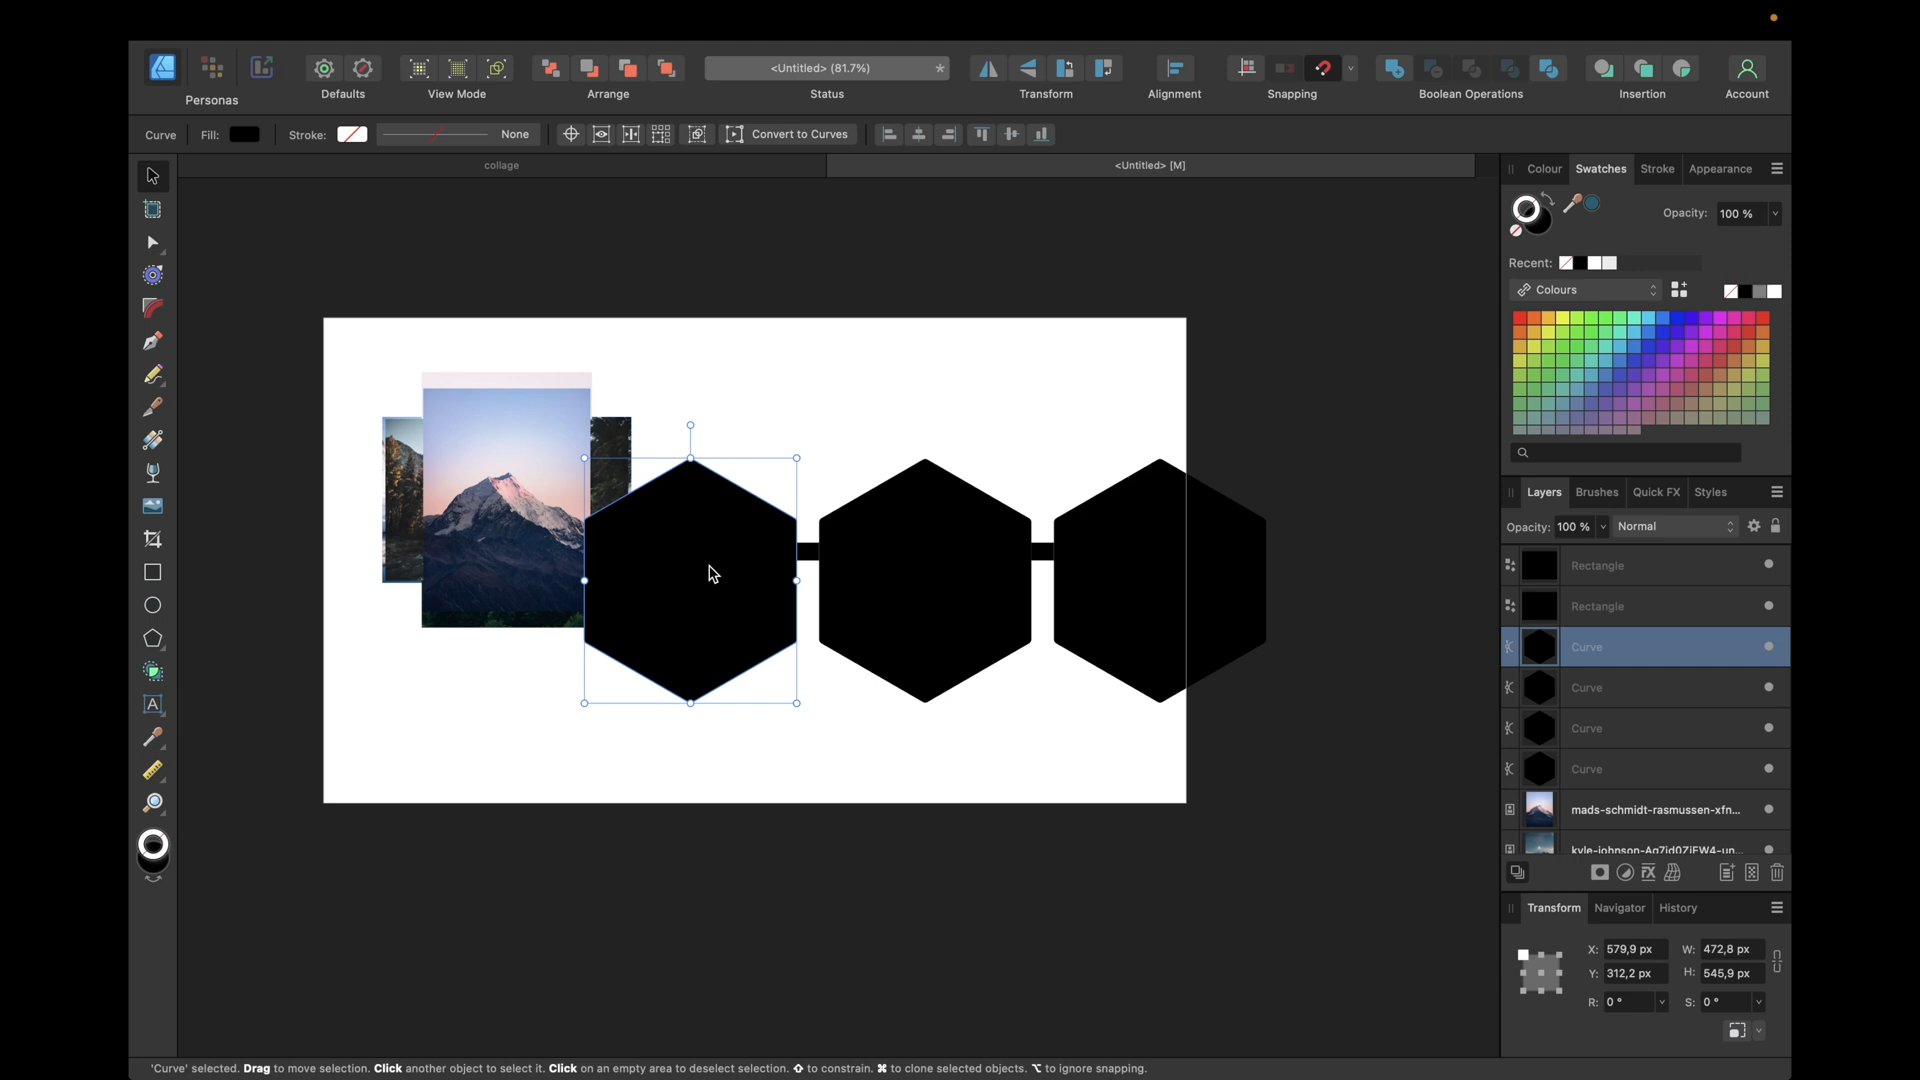 <Untitled> (81.7%)
*
Personas
Defaults
View Mode
Arrange
Status
Transform
Alignment
Snapping
Boolean Operations
Insertion
Account
Curve
Fill:
Stroke:
None
Convert to Curves
collage
<Untitled> [M]
Colour
Swatches
Stroke
Appearance
Opacity:
100 %
Recent:
Colours
Layers
Brushes
Quick FX
Styles
Opacity:
100 %
Normal
Rectangle
Rectangle
Curve
Curve
Curve
Curve
mads-schmidt-rasmussen-xfn...
kyle-johnson-Ag7id0ZiEW4-un...
A
FX
Transform
Navigator
History
X: 579,9 px
W: 472,8 px
Y: 312,2 px
H: 545,9 px
R: 0 °
S: 0 °
'Curve' selected. Drag to move selection. Click another object to select it. Click on an empty area to deselect selection. ⇧ to constrain. ⌘ to clone selected objects. ⌥ to ignore snapping.